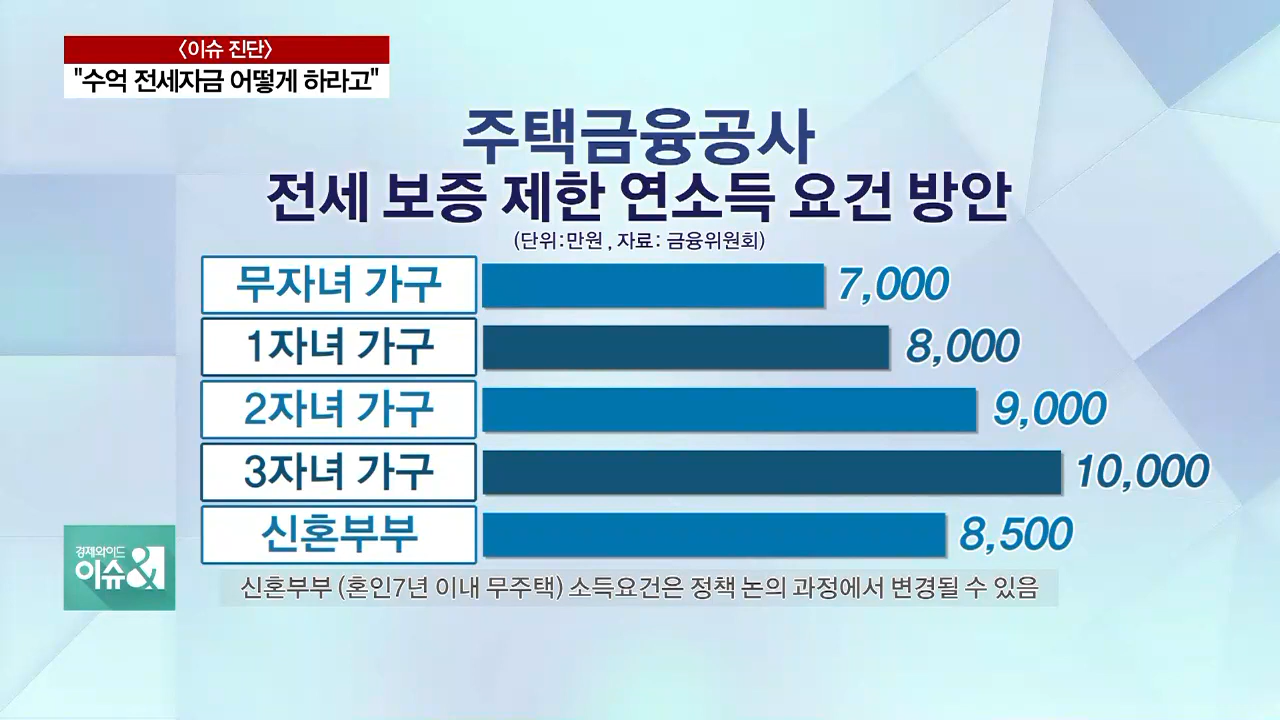 <이슈 진단>
"수억 전세자금 어떻게 하라고"
주택금융공사
전세 보증 제한 연소득 요건 방안
(단위:만원, 자료: 금융위원회)
무자녀 가구 7,000
1자녀 가구 8,000
2자녀 가구 9,000
3자녀 가구 10,000
신혼부부 8,500
신혼부부 (혼인7년 이내 무주택) 소득요건은 정책 논의 과정에서 변경될 수 있음
경제와이드
이슈&